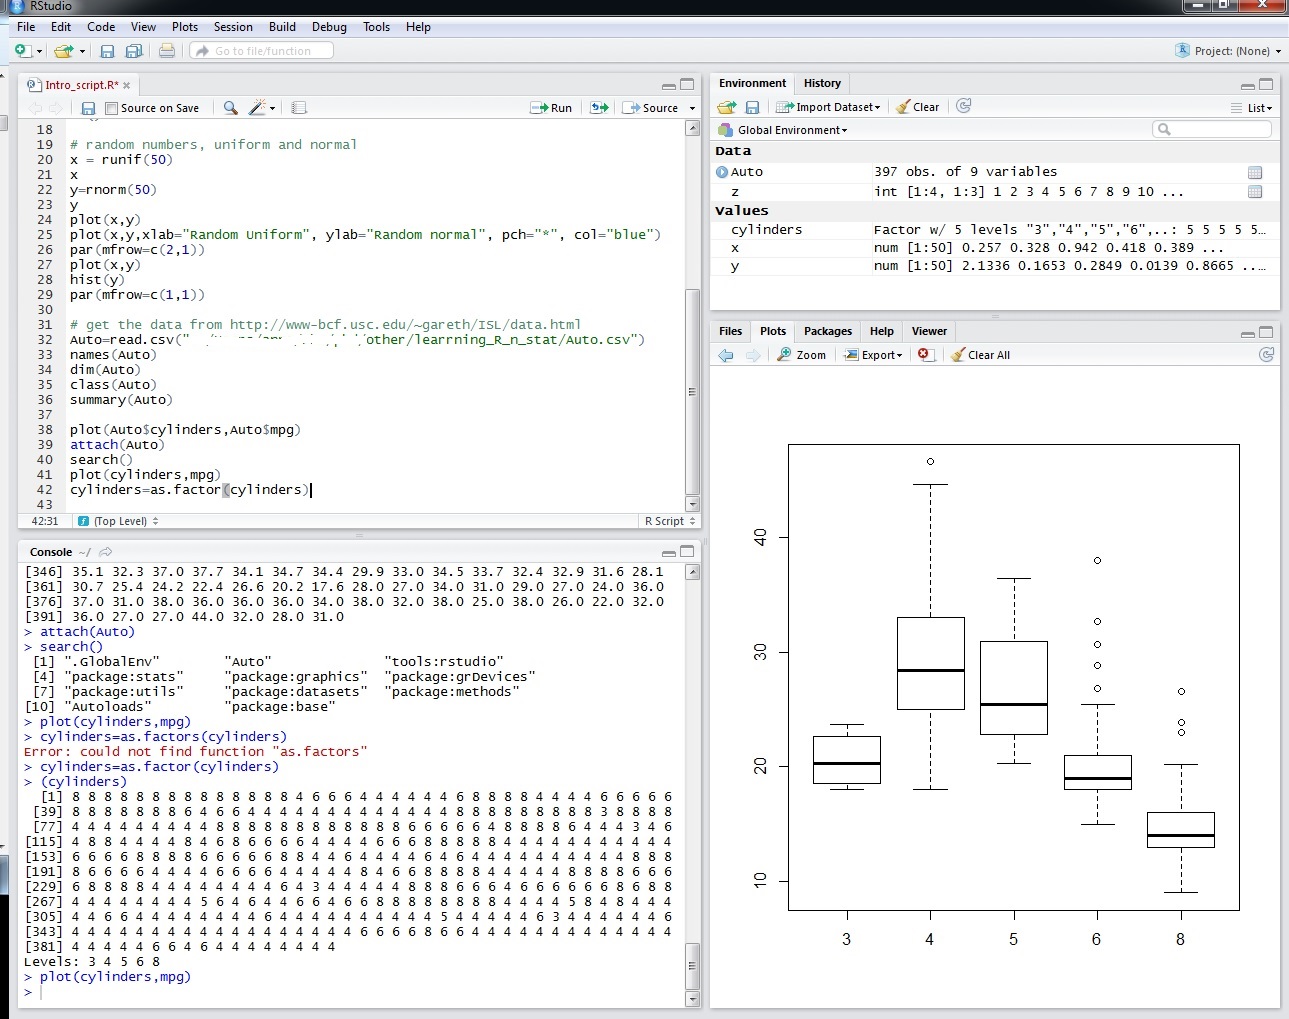 RStudio
File Edit Code View Plots Session Build Debug Tools Help
Go to file/function
Project: (None)
Intro_script.R*
Source on Save
Run
Source
18
19 # random numbers, uniform and normal
20 x = runif(50)
21 x
22 y=rnorm(50)
23 y
24 plot(x,y)
25 plot(x,y,xlab="Random Uniform", ylab="Random normal", pch="*", col="blue")
26 par(mfrow=c(2,1))
27 plot(x,y)
28 hist(y)
29 par(mfrow=c(1,1))
30
31 # get the data from http://www-bcf.usc.edu/~gareth/ISL/data.html
32 Auto=read.csv(" /other/learrning_R_n_stat/Auto.csv")
33 names(Auto)
34 dim(Auto)
35 class(Auto)
36 summary(Auto)
37
38 plot(Auto$cylinders,Auto$mpg)
39 attach(Auto)
40 search()
41 plot(cylinders,mpg)
42 cylinders=as.factor(cylinders)
43
42:31 (Top Level) R Script
Console ~/
[346] 35.1 32.3 37.0 37.7 34.1 34.7 34.4 29.9 33.0 34.5 33.7 32.4 32.9 31.6 28.1
[361] 30.7 25.4 24.2 22.4 26.6 20.2 17.6 28.0 27.0 34.0 31.0 29.0 27.0 24.0 36.0
[376] 37.0 31.0 38.0 36.0 36.0 36.0 34.0 38.0 32.0 38.0 25.0 38.0 26.0 22.0 32.0
[391] 36.0 27.0 27.0 44.0 32.0 28.0 31.0
> attach(Auto)
> search()
[1] ".GlobalEnv" "Auto" "tools:rstudio"
[4] "package:stats" "package:graphics" "package:grDevices"
[7] "package:utils" "package:datasets" "package:methods"
[10] "Autoloads" "package:base"
> plot(cylinders,mpg)
> cylinders=as.factors(cylinders)
Error: could not find function "as.factors"
> cylinders=as.factor(cylinders)
> (cylinders)
[1] 8 8 8 8 8 8 8 8 8 8 8 8 8 8 4 6 6 6 4 4 4 4 4 4 6 8 8 8 8 4 4 4 4 6 6 6 6 6
[39] 8 8 8 8 8 8 8 6 4 6 6 4 4 4 4 4 4 4 4 4 4 4 4 4 8 8 8 8 8 8 8 8 8 3 8 8 8 8
[77] 4 4 4 4 4 4 4 4 4 8 8 8 8 8 8 8 8 8 8 8 8 6 6 6 6 6 4 8 8 8 8 6 4 4 4 3 4 6
[115] 4 8 8 4 4 4 4 8 4 6 8 6 6 6 6 4 4 4 4 6 6 6 8 8 8 8 8 4 4 4 4 4 4 4 4 4 4 4
[153] 6 6 6 6 8 8 8 8 6 6 6 6 6 8 8 4 4 6 4 4 4 4 6 4 6 4 4 4 4 4 4 4 4 4 4 8 8 8
[191] 8 6 6 6 6 4 4 4 4 6 6 6 6 4 4 4 4 4 8 4 6 6 8 8 8 8 4 4 4 4 4 8 8 8 8 6 6 6
[229] 6 8 8 8 8 4 4 4 4 4 4 4 4 6 4 3 4 4 4 4 4 8 8 8 6 6 6 4 6 6 6 6 6 6 8 6 8 8
[267] 4 4 4 4 4 4 4 4 5 6 4 6 4 4 6 6 4 6 6 8 8 8 8 8 8 8 8 4 4 4 4 5 8 4 8 4 4 4
[305] 4 4 6 6 4 4 4 4 4 4 4 4 6 4 4 4 4 4 4 4 4 4 4 5 4 4 4 4 4 6 3 4 4 4 4 4 4 6
[343] 4 4 4 4 4 4 4 4 4 4 4 4 4 4 4 4 4 4 6 6 6 6 8 6 6 4 4 4 4 4 4 4 4 4 4 4 4 4
[381] 4 4 4 4 4 6 6 4 6 4 4 4 4 4 4 4 4
Levels: 3 4 5 6 8
> plot(cylinders,mpg)
>
Environment History
Import Dataset Clear List
Global Environment
Data
Auto 397 obs. of 9 variables
z int [1:4, 1:3] 1 2 3 4 5 6 7 8 9 10 ...
Values
cylinders Factor w/ 5 levels "3","4","5","6",..: 5 5 5 5 5…
x num [1:50] 0.257 0.328 0.942 0.418 0.389 ...
y num [1:50] 2.1336 0.1653 0.2849 0.0139 0.8665 ..…
Files Plots Packages Help Viewer
Zoom Export Clear All
40
30
20
10
3 4 5 6 8